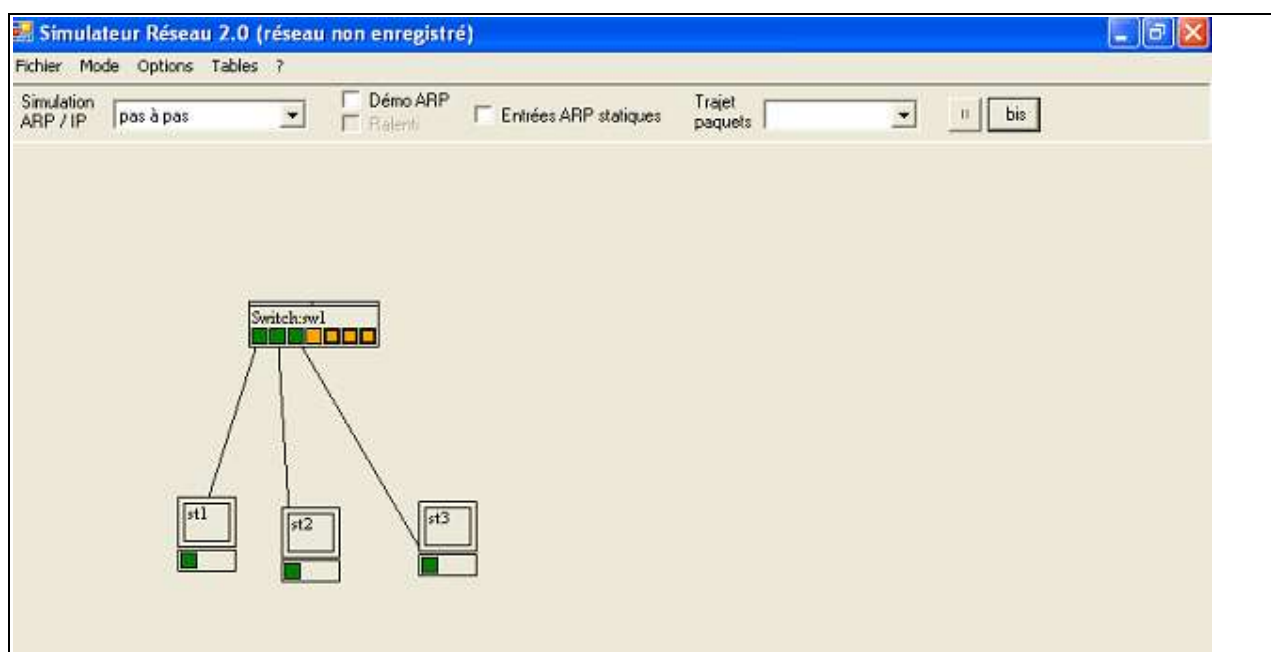 Simulateur Réseau 2.0 (réseau non enregistré)
Fichier Mode Options Tables ?
Simulation ARP / IP
pas à pas
Démo ARP
Ralenti
Entrées ARP statiques
Trajet paquets
II
bis
Switch:sw1
st1
st2
st3